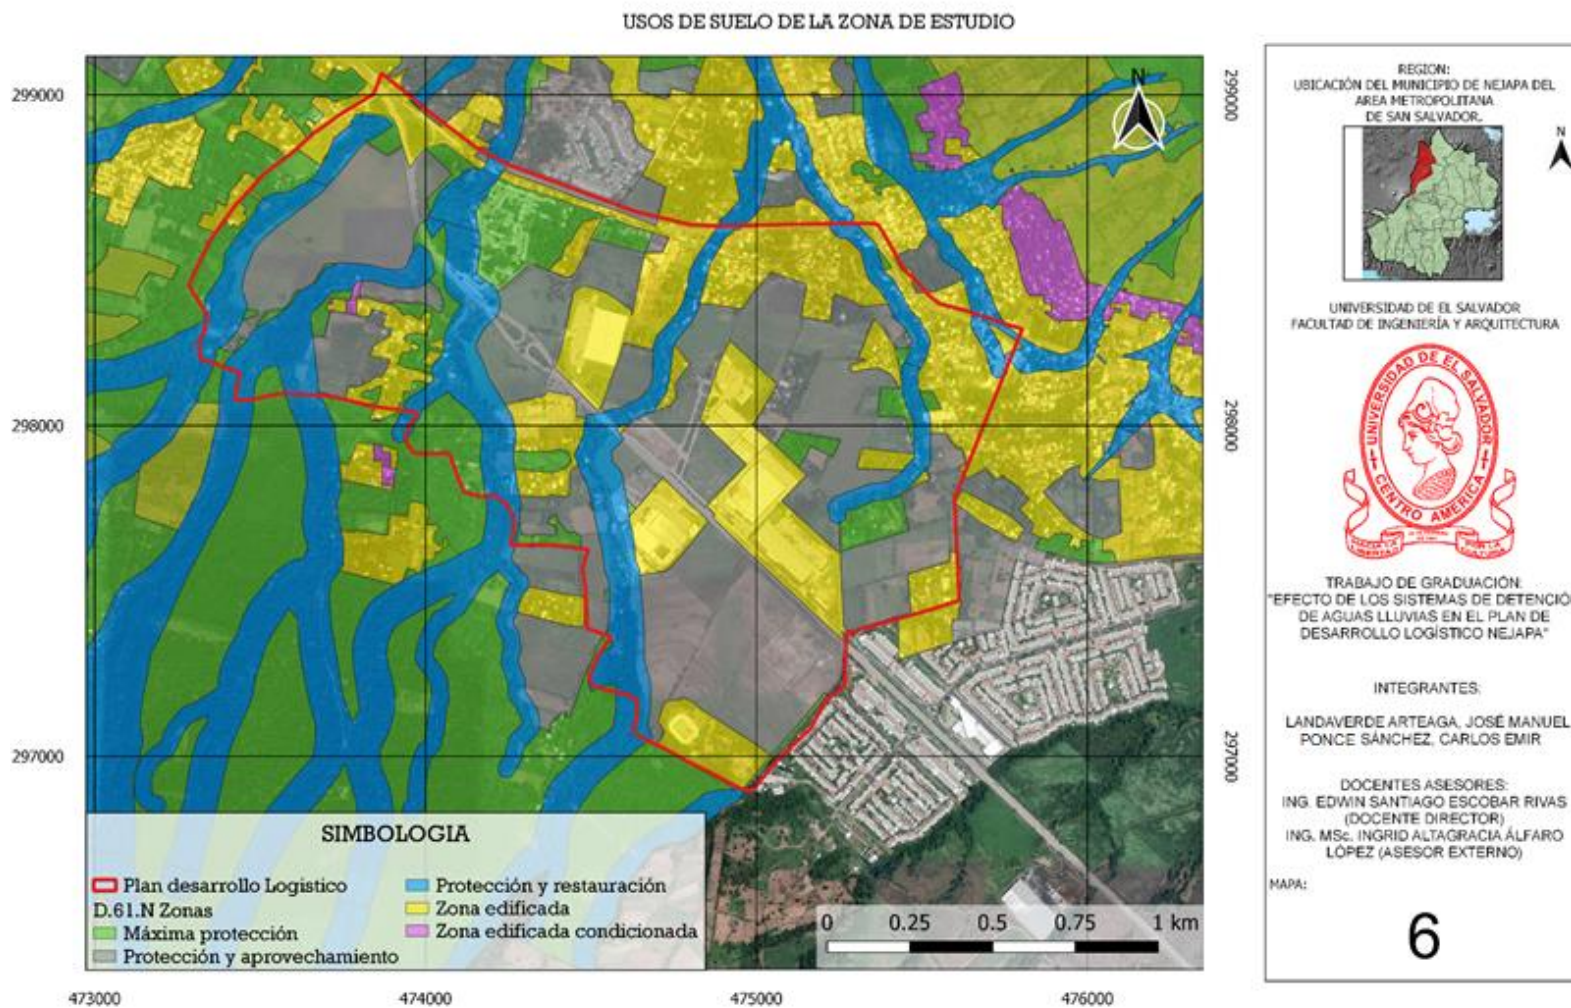 USOS DE SUELO DE LA ZONA DE ESTUDIO
299000
298000
297000
299000
298000
297000
473000
474000
475000
476000
N
SIMBOLOGIA
Plan desarrollo Logistico
D.61.N Zonas
Máxima protección
Protección y aprovechamiento
Protección y restauración
Zona edificada
Zona edificada condicionada
0 0.25 0.5 0.75 1 km
REGION:
UBICACIÓN DEL MUNICIPIO DE NEJAPA DEL
AREA METROPOLITANA
DE SAN SALVADOR.
N
UNIVERSIDAD DE EL SALVADOR
FACULTAD DE INGENIERÍA Y ARQUITECTURA
UNIVERSIDAD DE EL SALVADOR
CENTRO AMERICA
TRABAJO DE GRADUACIÓN:
"EFECTO DE LOS SISTEMAS DE DETENCIÓ
DE AGUAS LLUVIAS EN EL PLAN DE
DESARROLLO LOGÍSTICO NEJAPA"
INTEGRANTES:
LANDAVERDE ARTEAGA, JOSÉ MANUEL
PONCE SÁNCHEZ, CARLOS EMIR
DOCENTES ASESORES:
ING. EDWIN SANTIAGO ESCOBAR RIVAS
(DOCENTE DIRECTOR)
ING. MSc. INGRID ALTAGRACIA ÁLFARO
LÓPEZ (ASESOR EXTERNO)
MAPA:
6